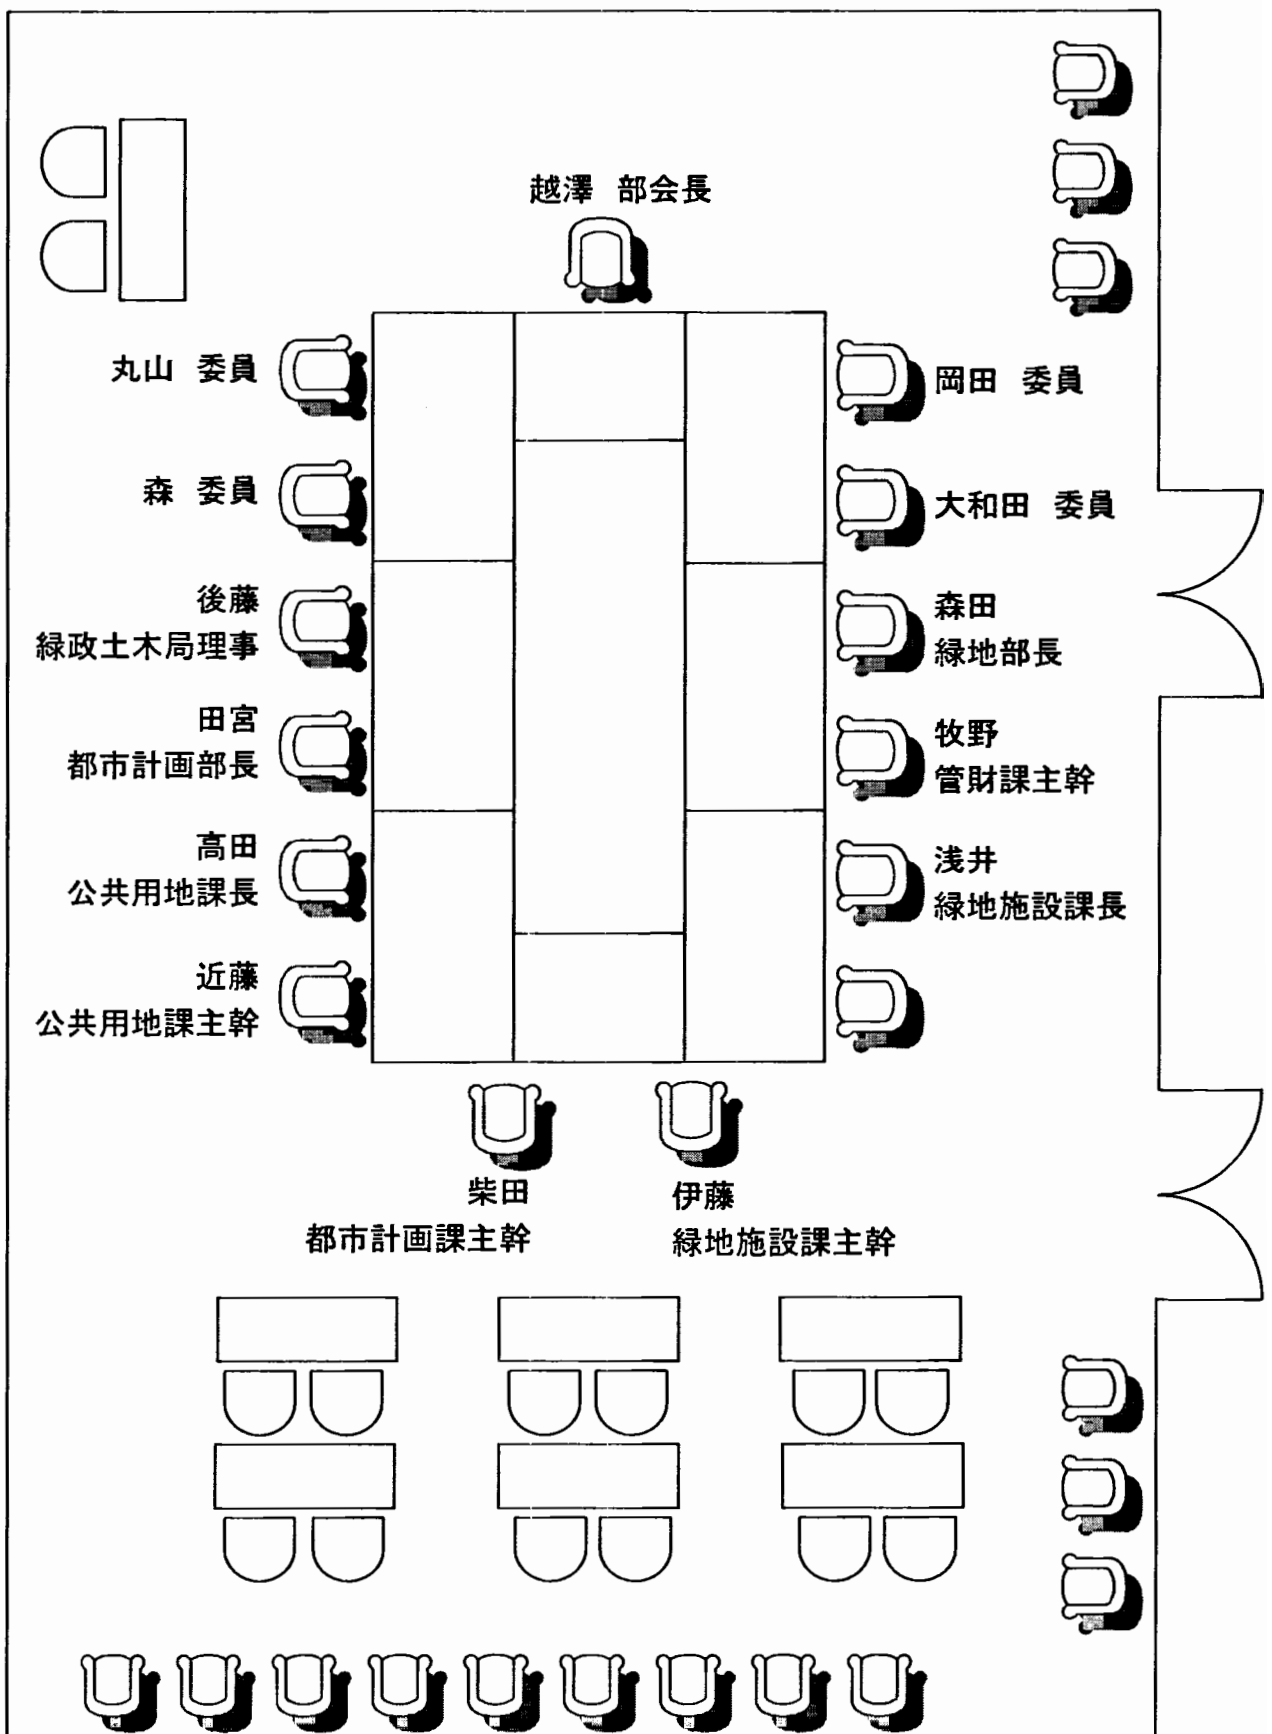 越澤 部会長
丸山 委員
森 委員
後藤
緑政土木局理事
田宮
都市計画部長
高田
公共用地課長
近藤
公共用地課主幹
岡田 委員
大和田 委員
森田
緑地部長
牧野
管財課主幹
浅井
緑地施設課長
柴田
都市計画課主幹
伊藤
緑地施設課主幹